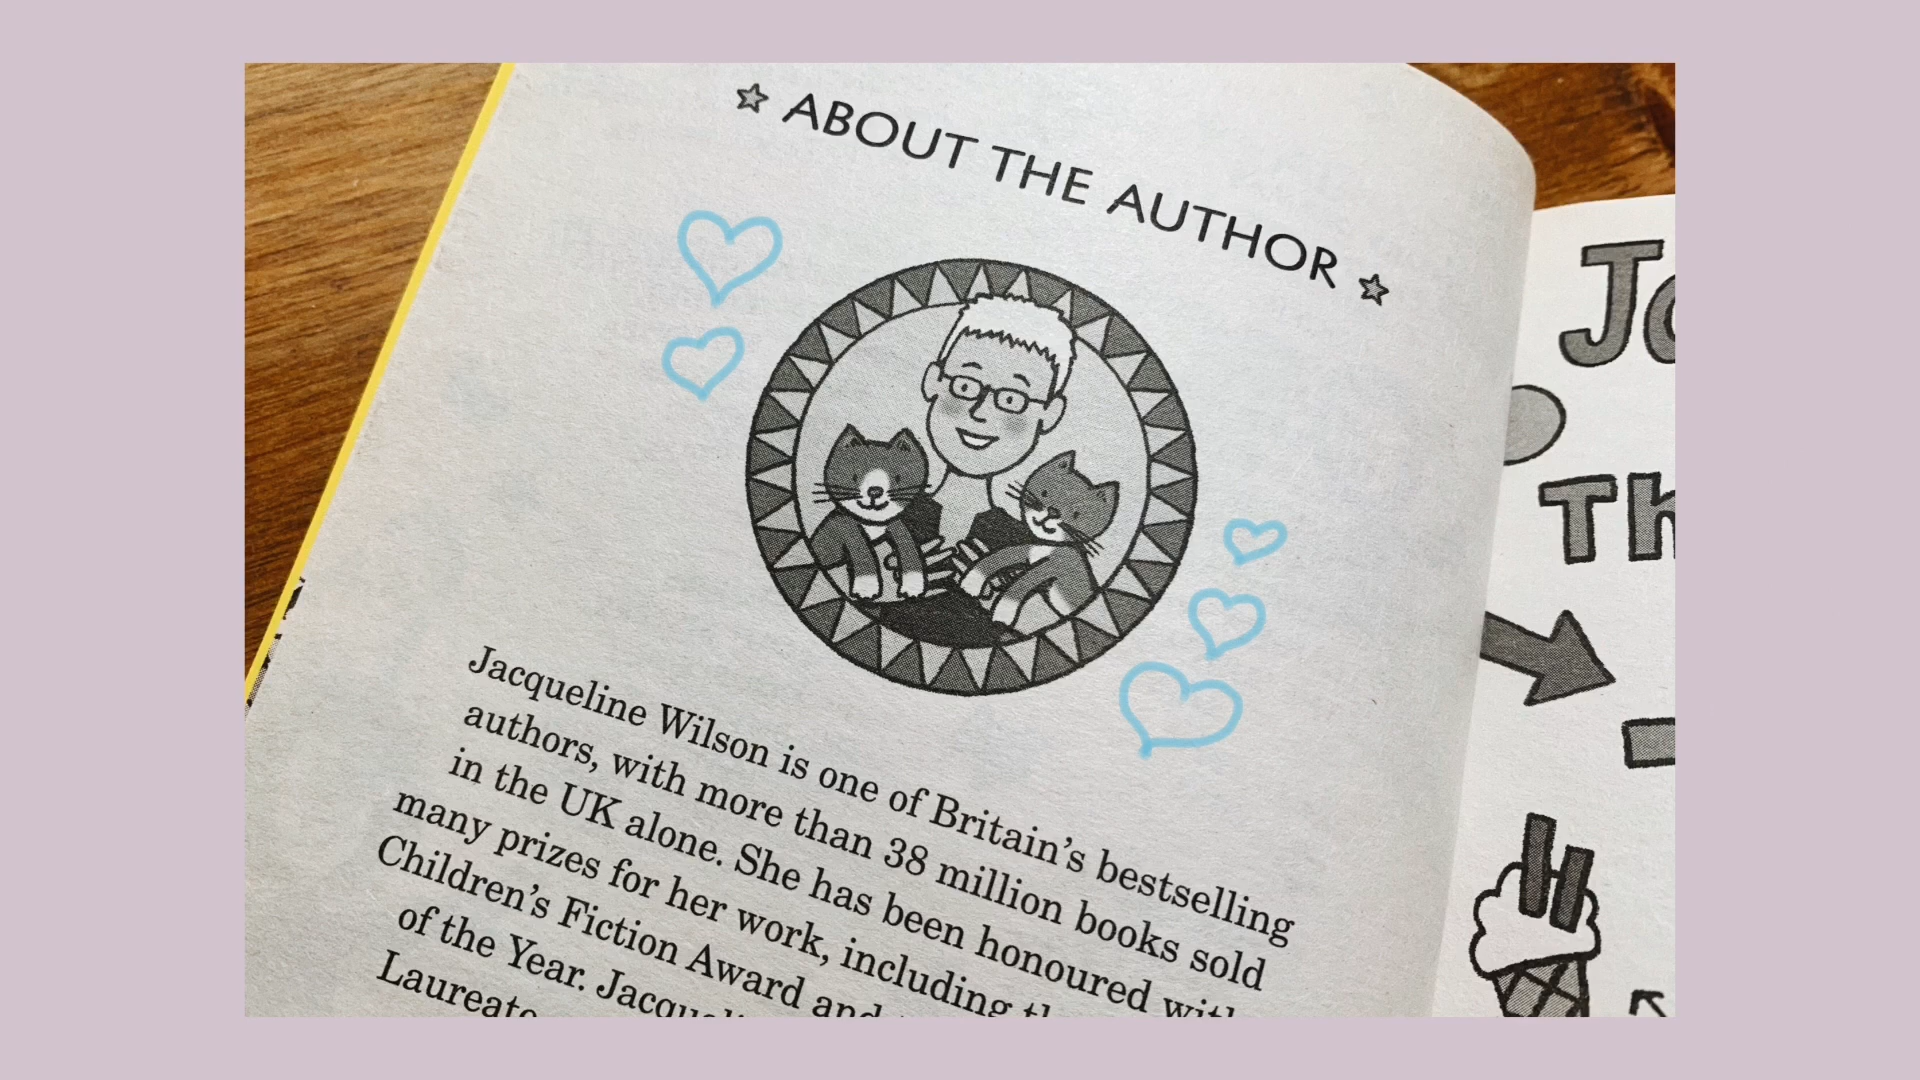 ABOUT THE AUTHOR
Jacqueline Wilson is one of Britain's bestselling
authors, with more than 38 million books sold
in the UK alone. She has been honoured with
many prizes for her work, including
Children's Fiction Award and
of the Year.
Laureate